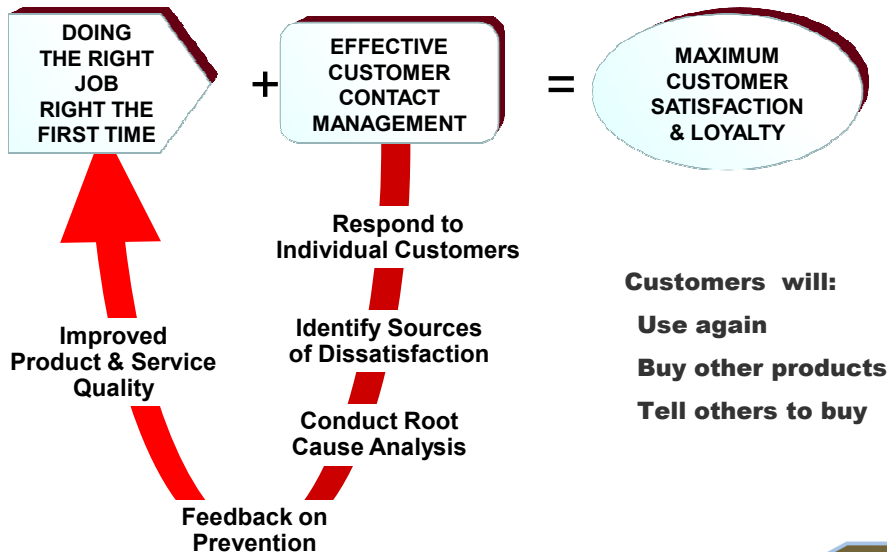 DOING
THE RIGHT
JOB
RIGHT THE
FIRST TIME
+
EFFECTIVE
CUSTOMER
CONTACT
MANAGEMENT
=
MAXIMUM
CUSTOMER
SATISFACTION
& LOYALTY
Respond to
Individual Customers
Identify Sources
of Dissatisfaction
Conduct Root
Cause Analysis
Feedback on
Prevention
Improved
Product & Service
Quality
Customers will:
Use again
Buy other products
Tell others to buy